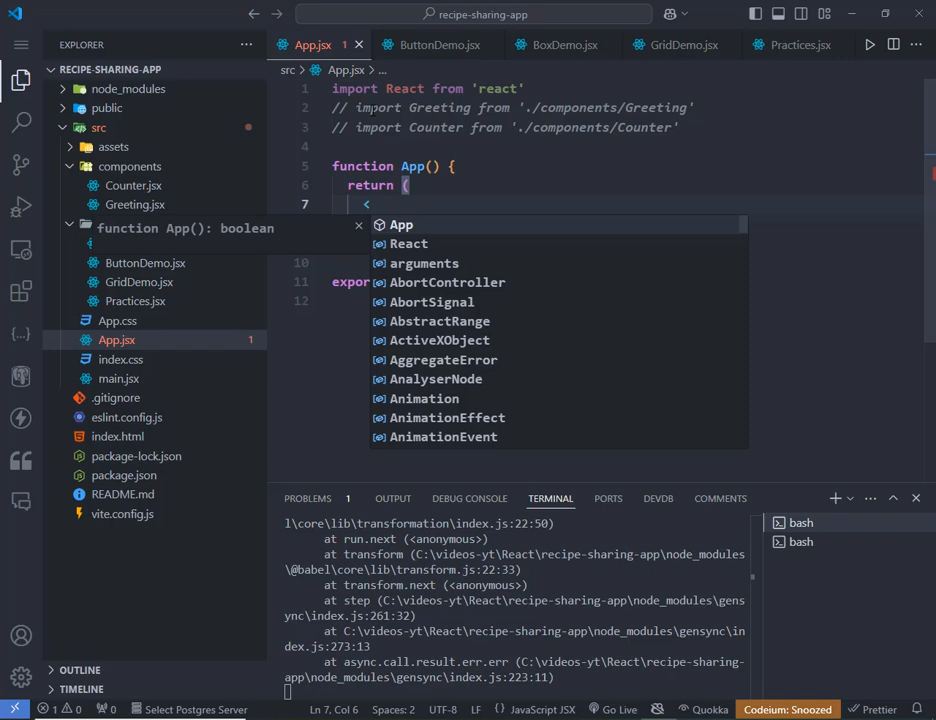 recipe-sharing-app
EXPLORER
App.jsx 1
ButtonDemo.jsx
BoxDemo.jsx
GridDemo.jsx
Practices.jsx
RECIPE-SHARING-APP
node_modules
public
src
assets
components
Counter.jsx
Greeting.jsx
ButtonDemo.jsx
GridDemo.jsx
Practices.jsx
App.css
App.jsx 1
index.css
main.jsx
.gitignore
eslint.config.js
index.html
package-lock.json
package.json
README.md
vite.config.js
OUTLINE
TIMELINE
src > App.jsx > ...
1 import React from 'react'
2 // import Greeting from './components/Greeting'
3 // import Counter from './components/Counter'
4
5 function App() {
6 return (
7 <
10
11 expor
12
function App(): boolean
App
React
arguments
AbortController
AbortSignal
AbstractRange
ActiveXObject
AggregateError
AnalyserNode
Animation
AnimationEffect
AnimationEvent
PROBLEMS 1 OUTPUT DEBUG CONSOLE TERMINAL PORTS DEVDB COMMENTS
l\core\lib\transformation\index.js:22:50)
at run.next (<anonymous>)
at transform (C:\videos-yt\React\recipe-sharing-app\node_modules
\@babel\core\lib\transform.js:22:33)
at transform.next (<anonymous>)
at step (C:\videos-yt\React\recipe-sharing-app\node_modules\gens
ync\index.js:261:32)
at C:\videos-yt\React\recipe-sharing-app\node_modules\gensync\in
dex.js:273:13
at async.call.result.err.err (C:\videos-yt\React\recipe-sharing-
app\node_modules\gensync\index.js:223:11)
bash
bash
1 0 0 Select Postgres Server Ln 7, Col 6 Spaces: 2 UTF-8 LF {} JavaScript JSX Go Live Quokka Codeium: Snoozed Prettier